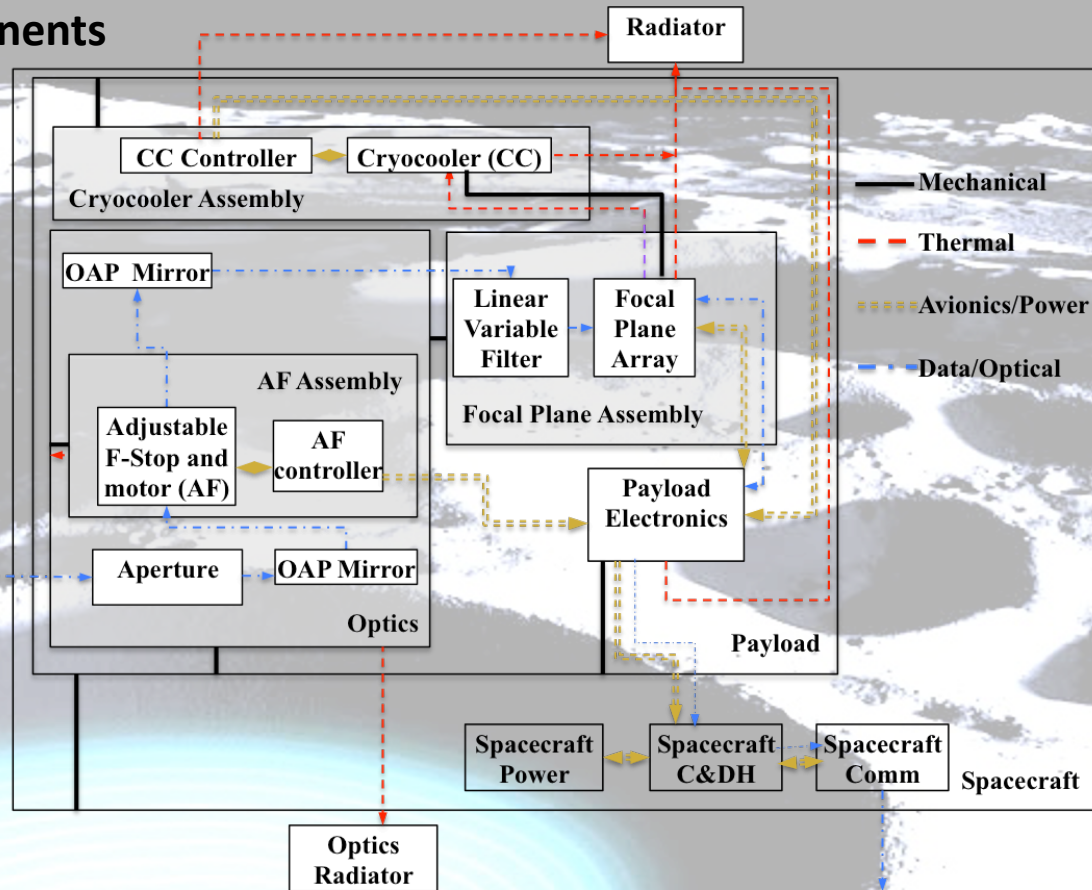 nents
Radiator
CC Controller
Cryocooler (CC)
Cryocooler Assembly
Mechanical
Thermal
Avionics/Power
Data/Optical
OAP Mirror
Linear
Variable
Filter
Focal
Plane
Array
Focal Plane Assembly
AF Assembly
Adjustable
F-Stop and
motor (AF)
AF
controller
Payload
Electronics
Aperture
OAP Mirror
Optics
Payload
Spacecraft
Power
Spacecraft
C&DH
Spacecraft
Comm
Spacecraft
Optics
Radiator